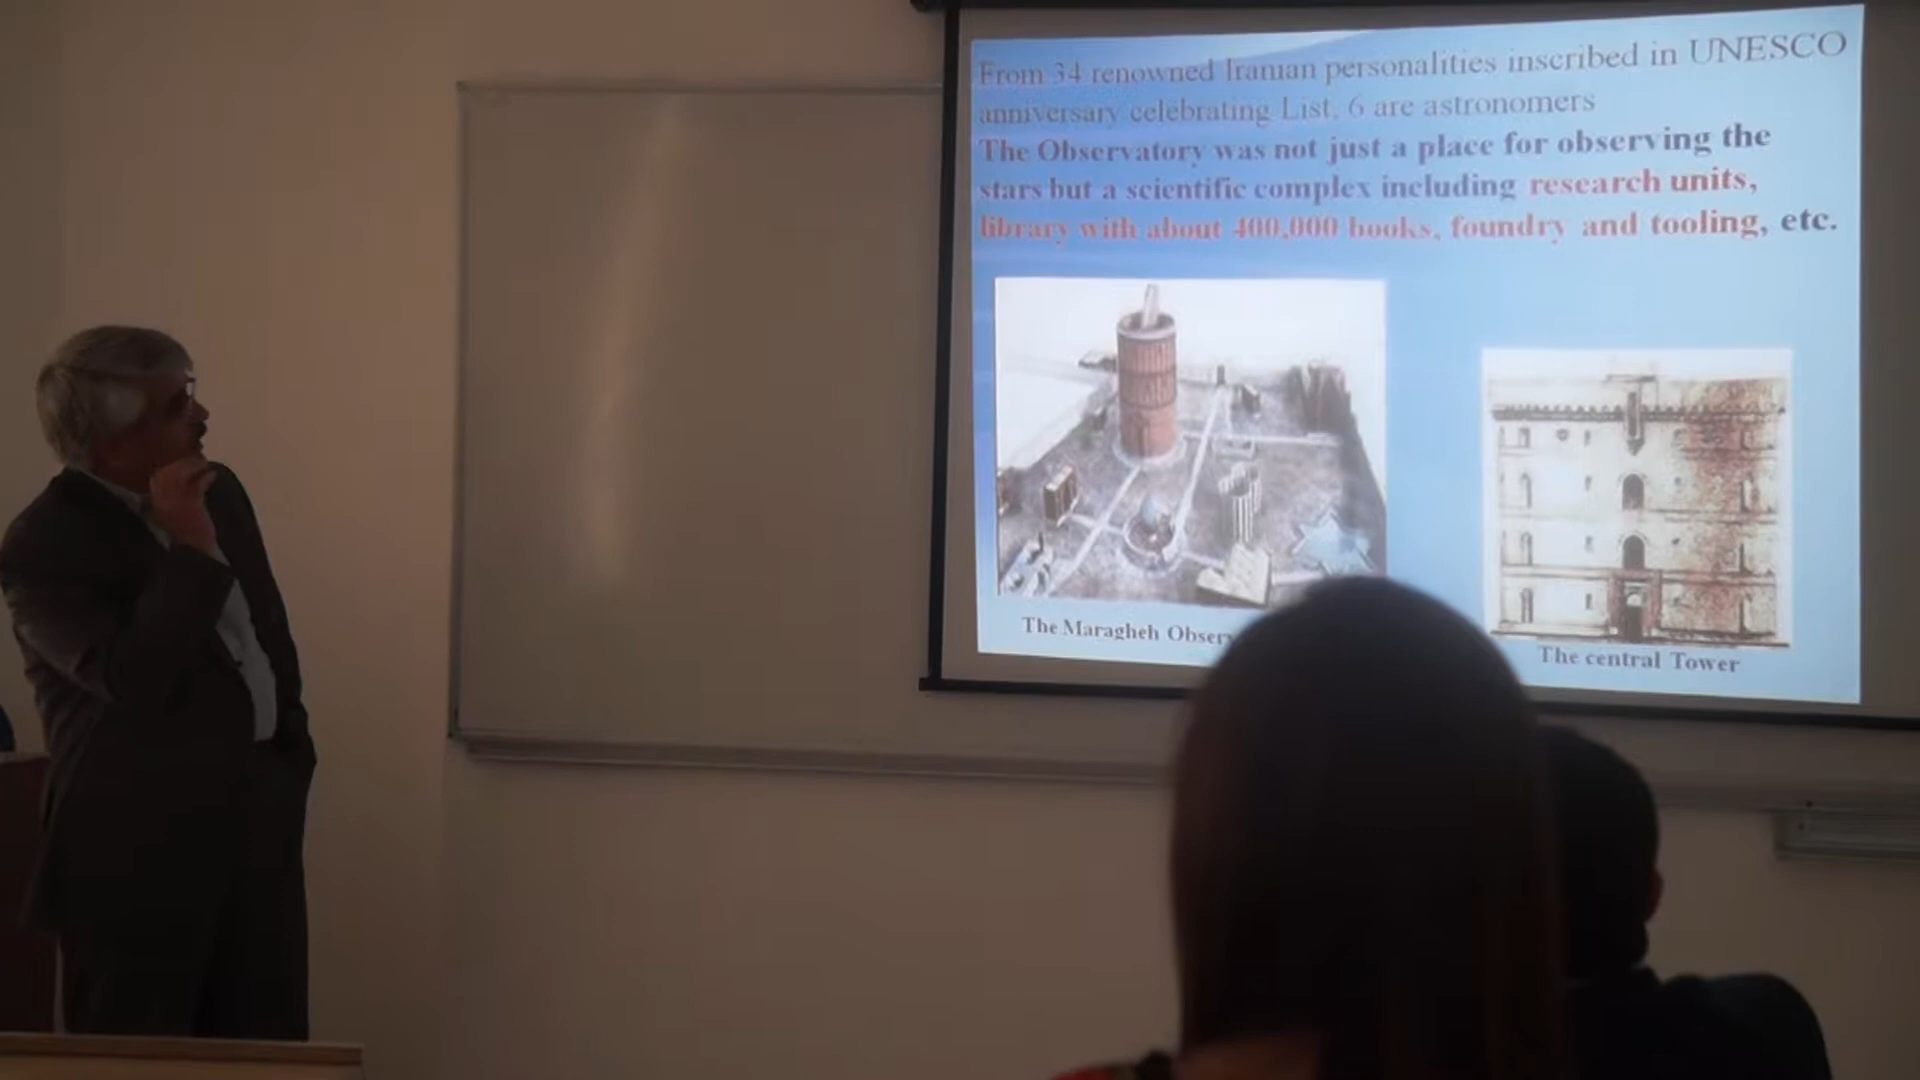 From 34 renowned Iranian personalities inscribed in UNESCO
anniversary celebrating List, 6 are astronomers
The Observatory was not just a place for observing the
stars but a scientific complex including research units,
library with about 400,000 books, foundry and tooling, etc.
The Maragheh
The central Tower